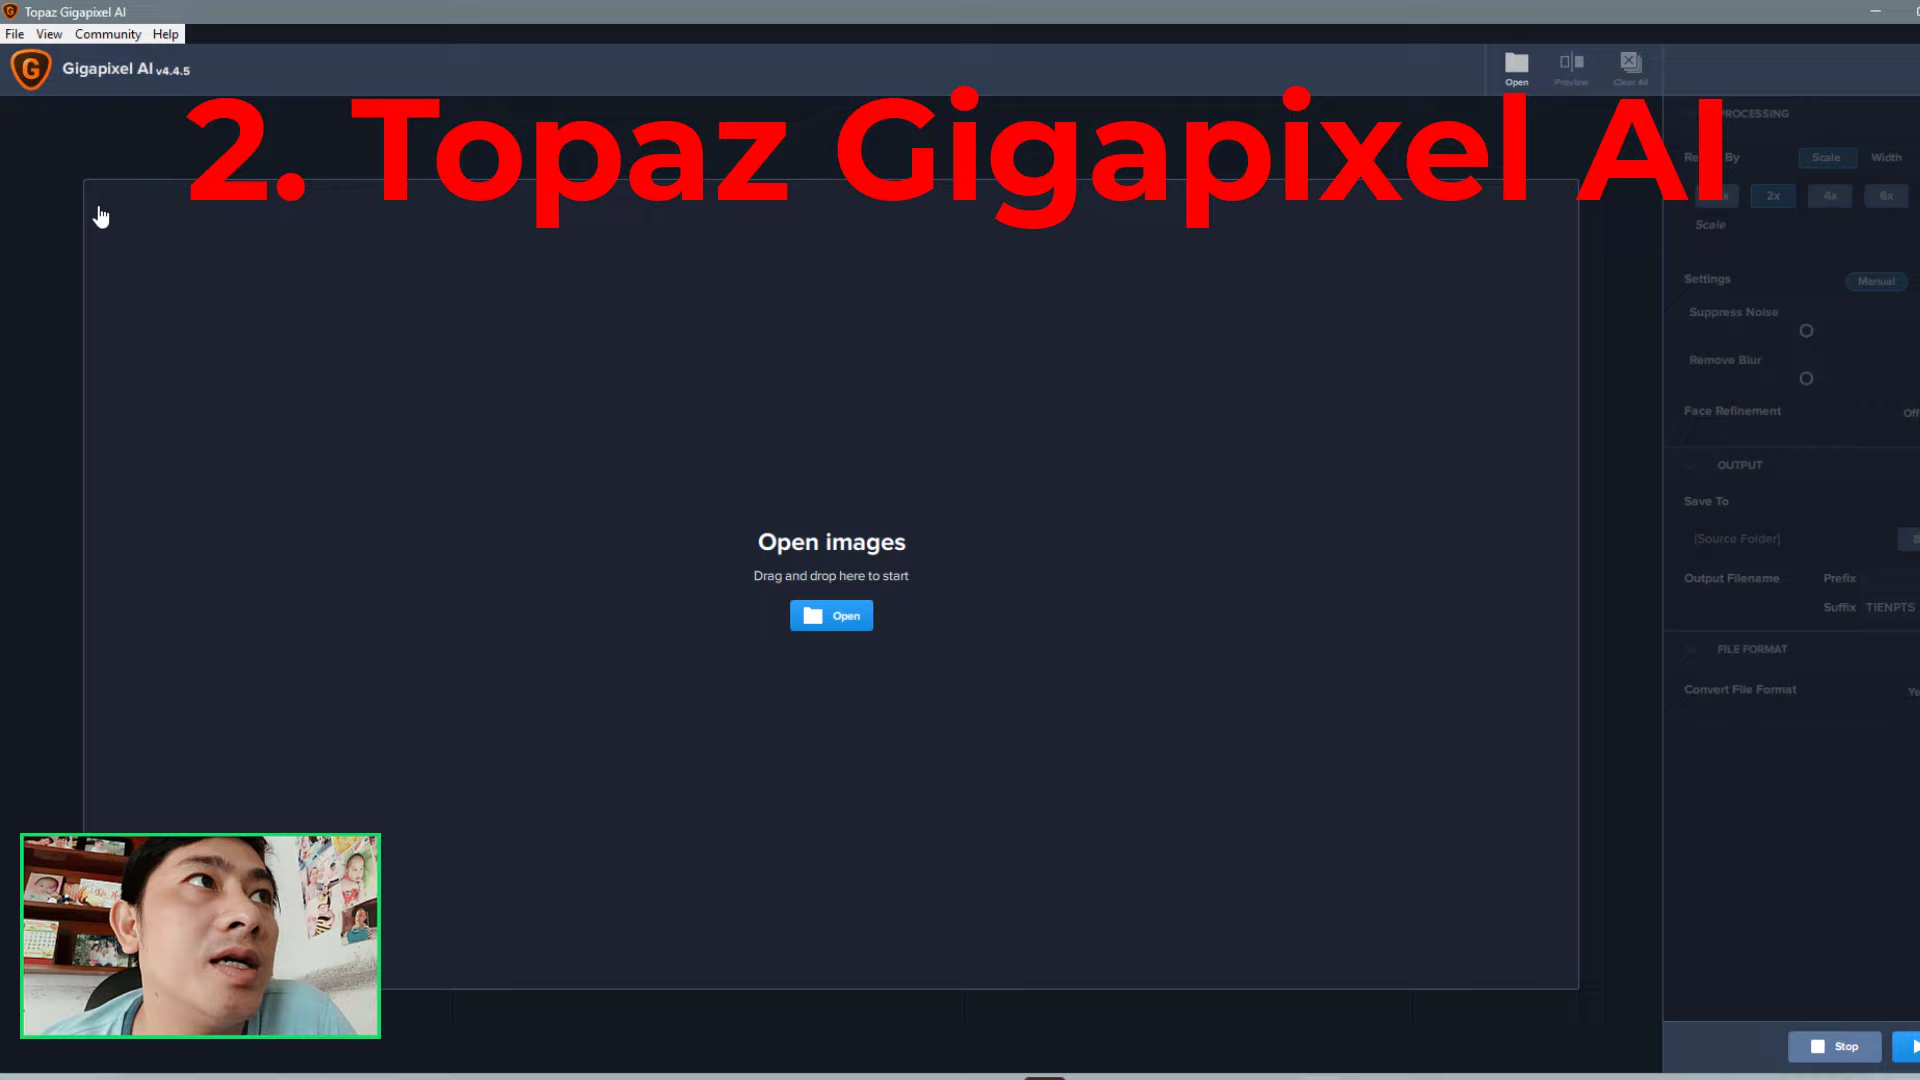 Topaz Gigapixel AI
File View Community Help
Gigapixel AI v4.4.5
Open Preview Clear All
2. Topaz Gigapixel AI
Scale Width
2x 4x 6x
Scale
Settings Manual
Suppress Noise
Remove Blur
Face Refinement Off
OUTPUT
Save To
[Source Folder]
Output Filename Prefix
Suffix TIENPTS
FILE FORMAT
Convert File Format
Open images
Drag and drop here to start
Open
Stop